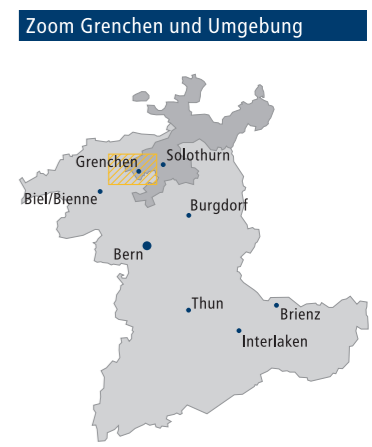 Zoom Grenchen und Umgebung
Solothurn
Grenchen
Biel/Bienne
Burgdorf
Bern
Thun
Brienz
Interlaken